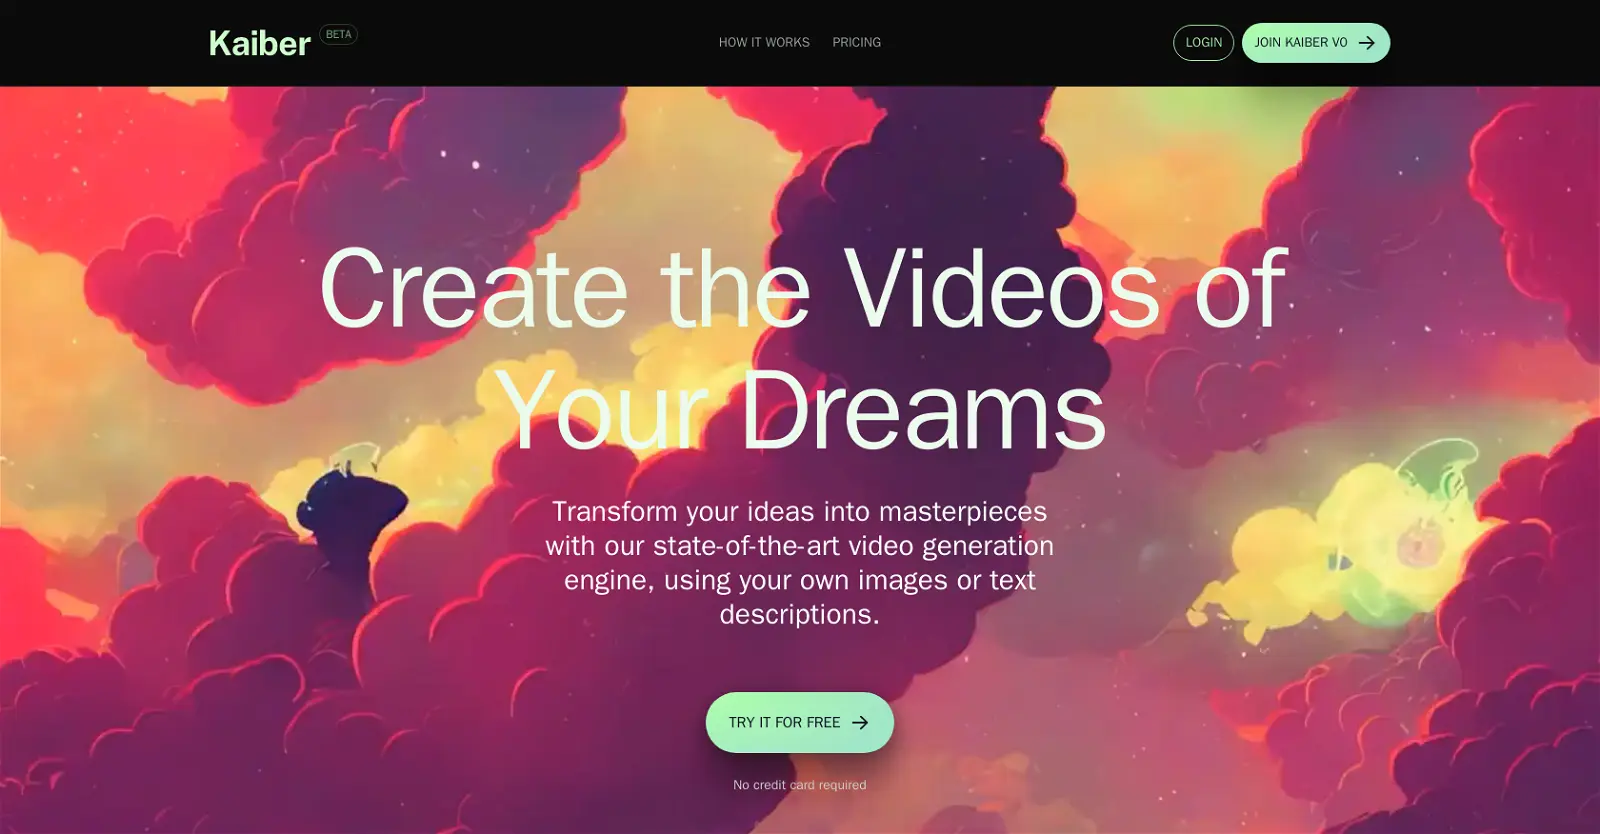 Kaiber
BETA
HOW IT WORKS
PRICING
LOGIN
JOIN KAIBER V0
Create the Videos of
Your Dreams
Transform your ideas into masterpieces
with our state-of-the-art video generation
engine, using your own images or text
descriptions.
TRY IT FOR FREE
No credit card required